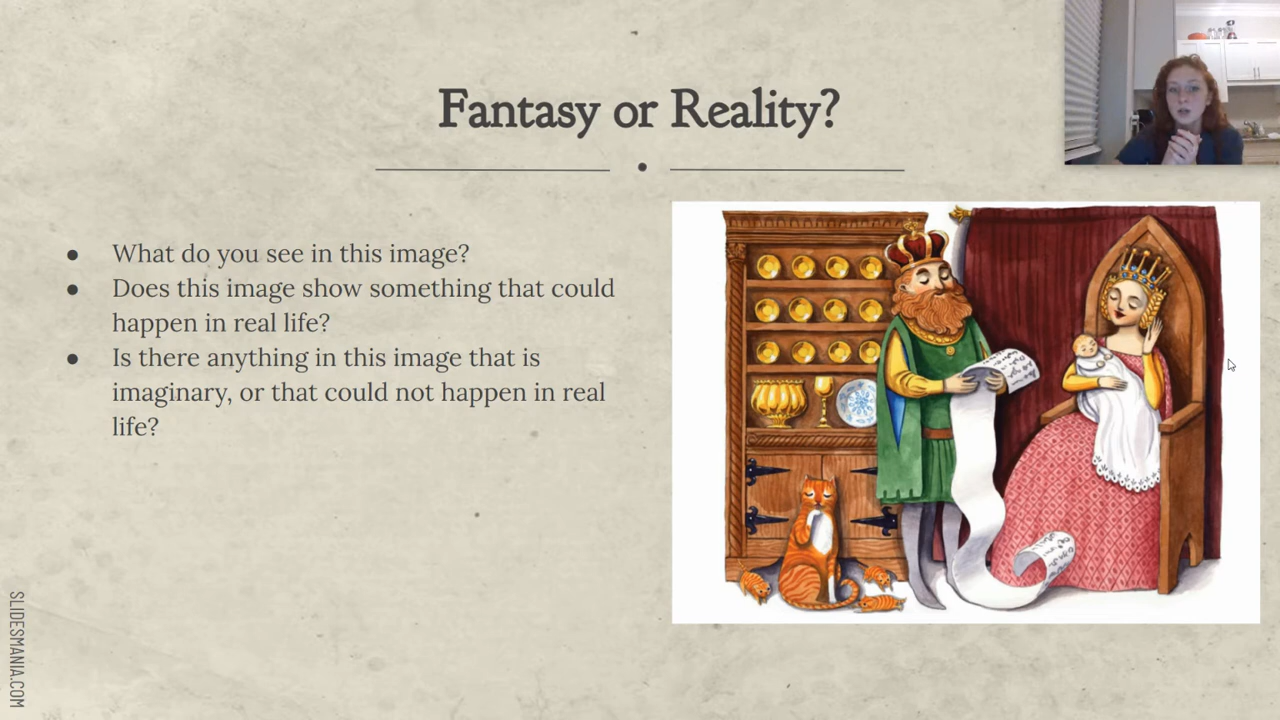 Fantasy or Reality?
● What do you see in this image?
● Does this image show something that could
happen in real life?
● Is there anything in this image that is
imaginary, or that could not happen in real
life?
SLIDESMANIA.COM